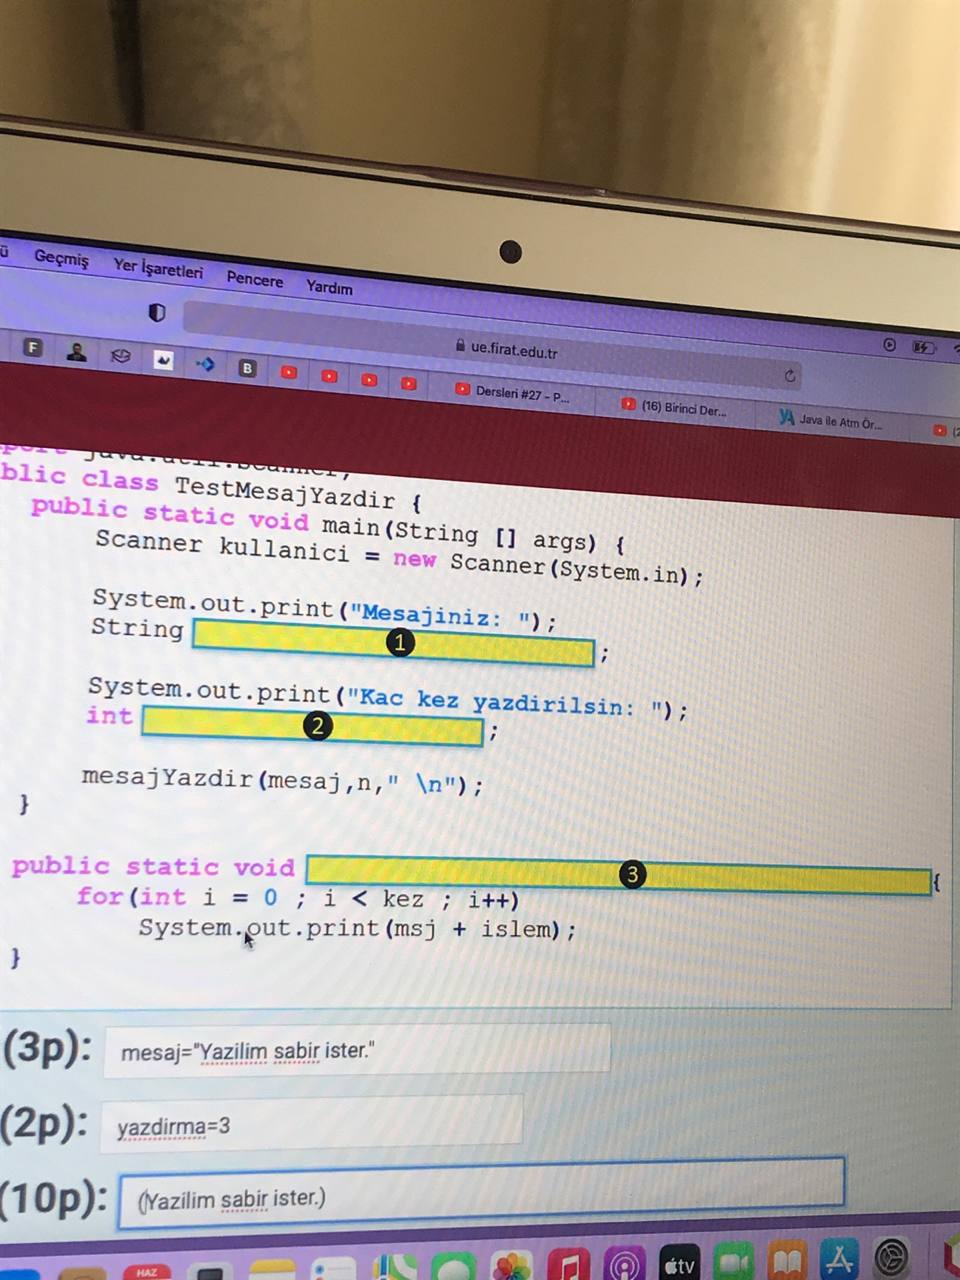 ü Geçmiş Yer İşaretleri Pencere Yardım
ue.firat.edu.tr
F
B
Dersleri #27 - P...
(16) Birinci Der...
YA Java ile Atm Ör...
(2
java.util.Scanner;
blic class TestMesajYazdir {
public static void main(String [] args) {
Scanner kullanici = new Scanner(System.in);
System.out.print("Mesajiniz: ");
String 1 ;
System.out.print("Kac kez yazdirilsin: ");
int 2 ;
mesajYazdir(mesaj,n," \n");
}
public static void 3 {
for(int i = 0 ; i < kez ; i++)
System.out.print(msj + islem);
}
(3p): mesaj="Yazilim sabir ister."
(2p): yazdirma=3
(10p): (Yazilim sabir ister.)
HAZ
tv